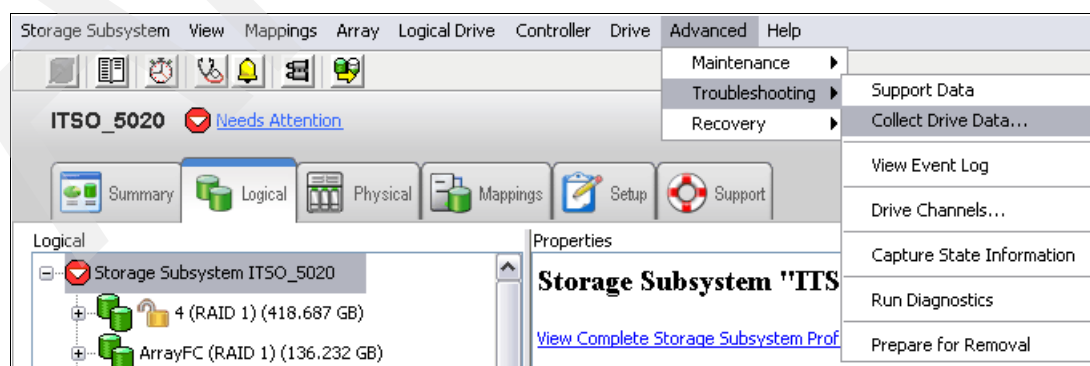 Storage Subsystem View Mappings Array Logical Drive Controller Drive Advanced Help
Maintenance
Troubleshooting
Recovery
Support Data
Collect Drive Data...
View Event Log
Drive Channels...
Capture State Information
Run Diagnostics
Prepare for Removal
ITSO_5020 Needs Attention
Summary Logical Physical Mappings Setup Support
Logical
Storage Subsystem ITSO_5020
4 (RAID 1) (418.687 GB)
ArrayFC (RAID 1) (136.232 GB)
Properties
Storage Subsystem "ITS
View Complete Storage Subsystem Prof